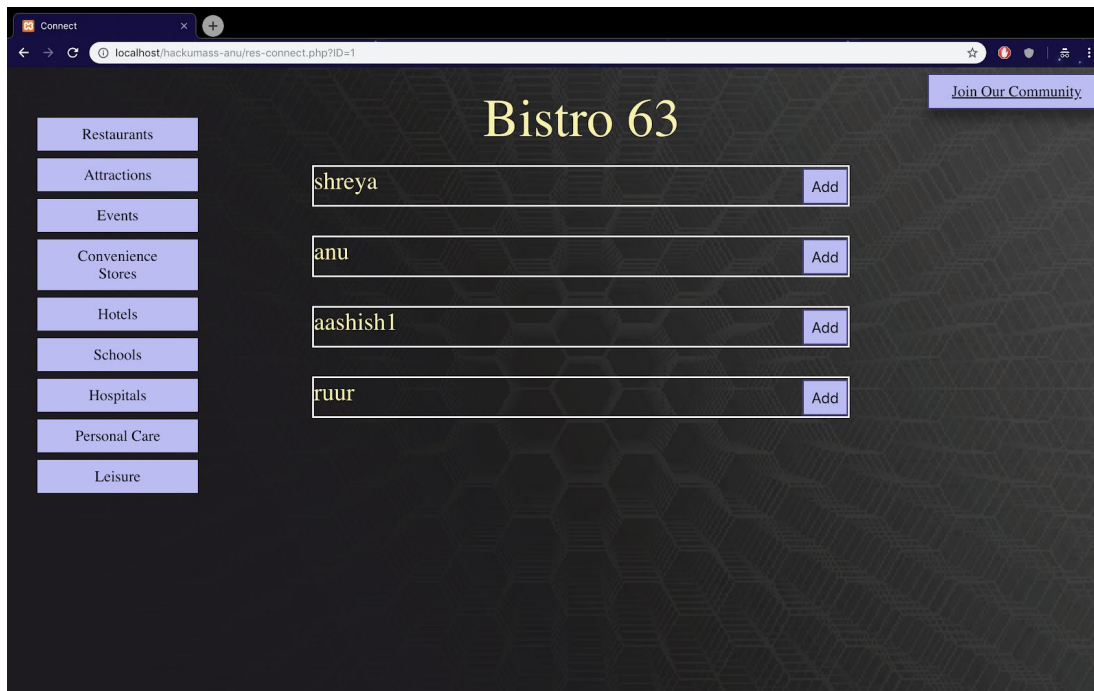 Connect
localhost/hackumass-anu/res-connect.php?ID=1
Join Our Community
Bistro 63
Restaurants
Attractions
Events
Convenience
Stores
Hotels
Schools
Hospitals
Personal Care
Leisure
shreya
Add
anu
Add
aashish1
Add
ruur
Add